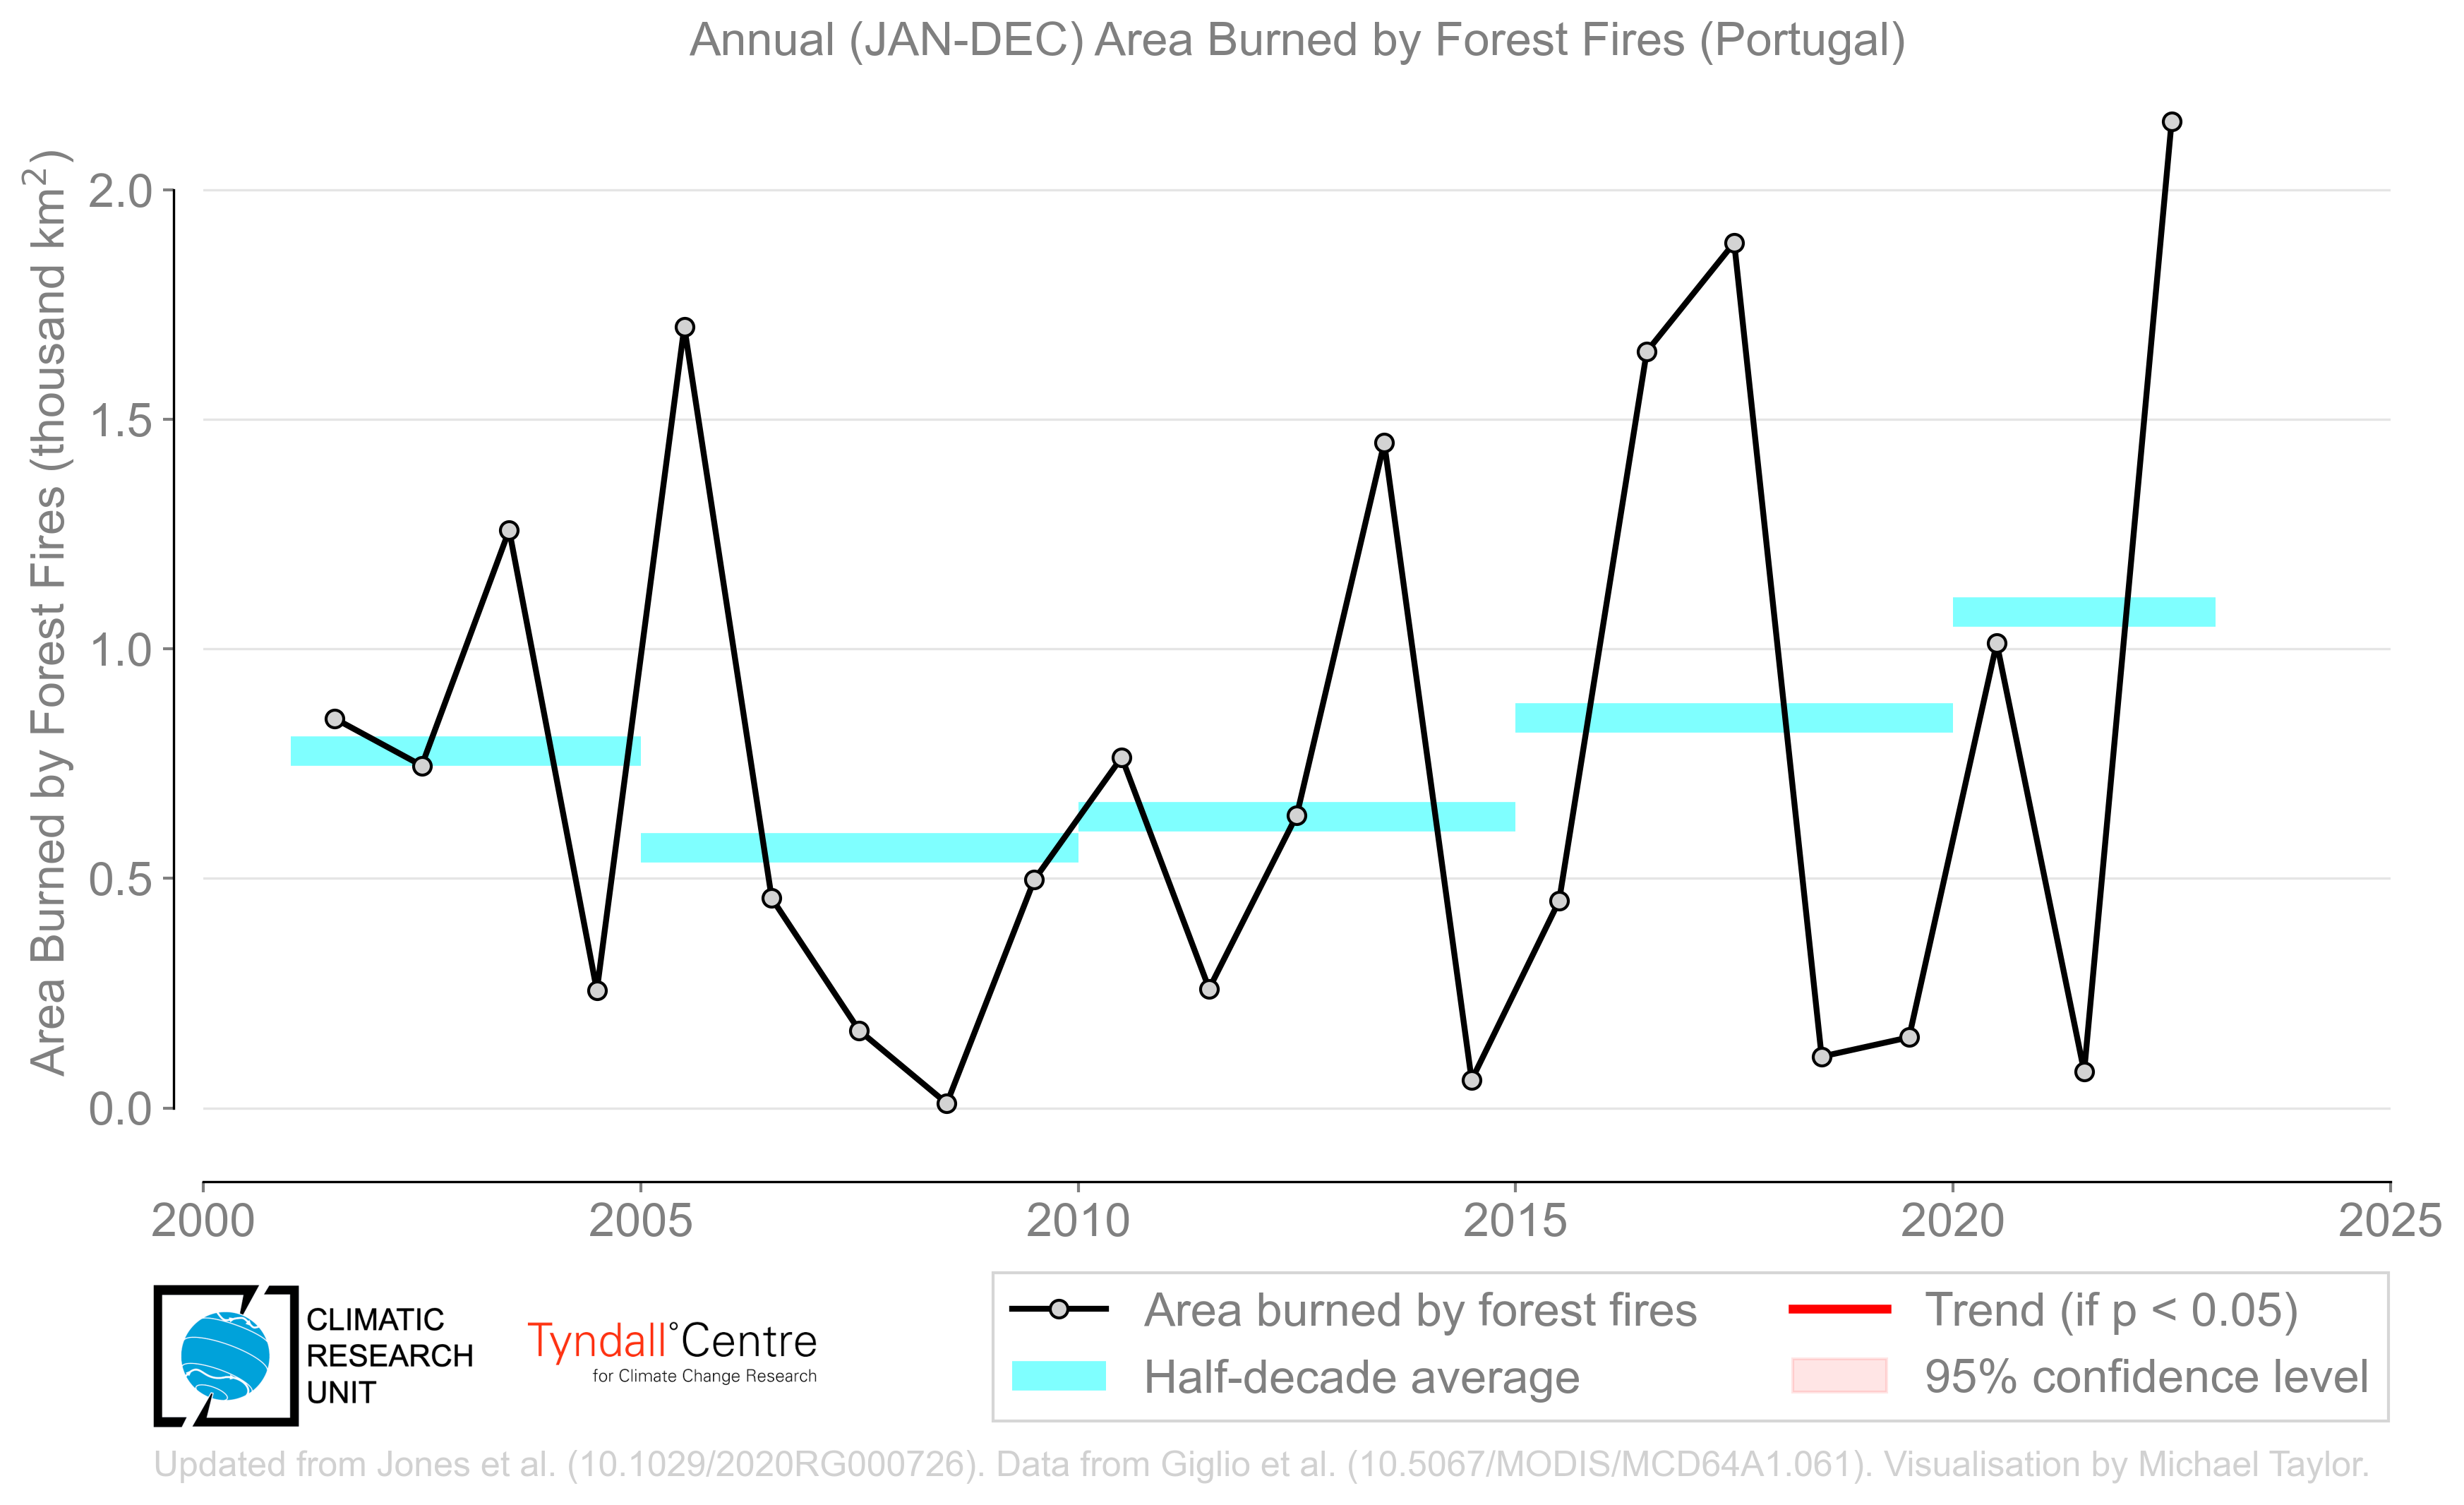 Annual (JAN-DEC) Area Burned by Forest Fires (Portugal)
Area Burned by Forest Fires (thousand km²)
2.0
1.5
1.0
0.5
0.0
2000 2005 2010 2015 2020 2025
CLIMATIC
RESEARCH
UNIT
Tyndall°Centre
for Climate Change Research
Area burned by forest fires
Half-decade average
Trend (if p < 0.05)
95% confidence level
Updated from Jones et al. (10.1029/2020RG000726). Data from Giglio et al. (10.5067/MODIS/MCD64A1.061). Visualisation by Michael Taylor.